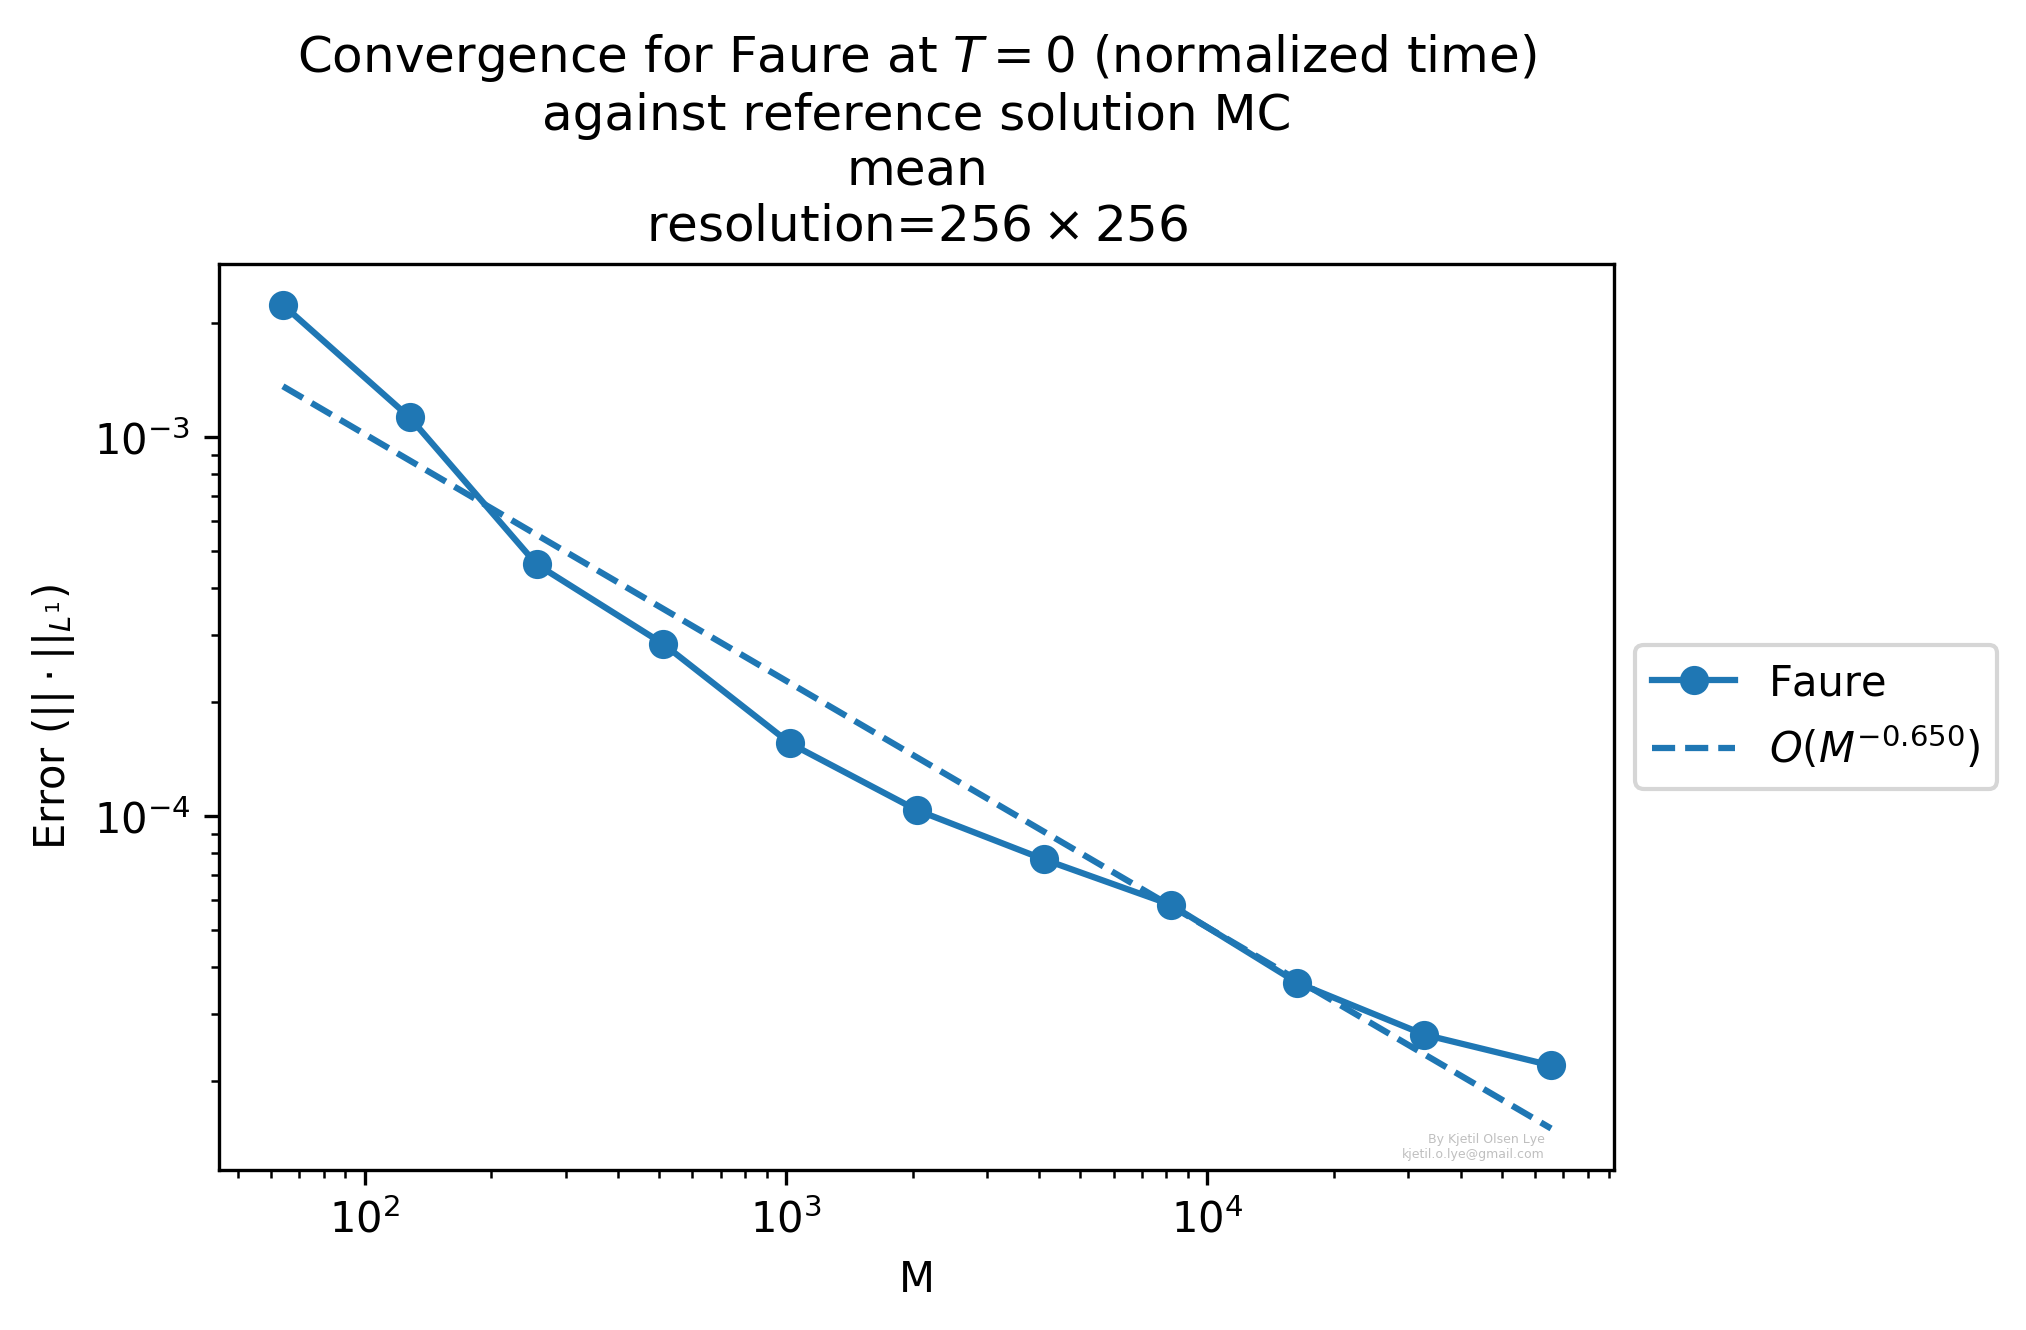 Convergence for Faure at T = 0 (normalized time)
against reference solution MC
mean
resolution=256 × 256
Error (|| · ||_{L^1})
10^{-3}
10^{-4}
10^2
10^3
10^4
M
Faure
O(M^{-0.650})
By Kjetil Olsen Lye
kjetil.o.lye@gmail.com